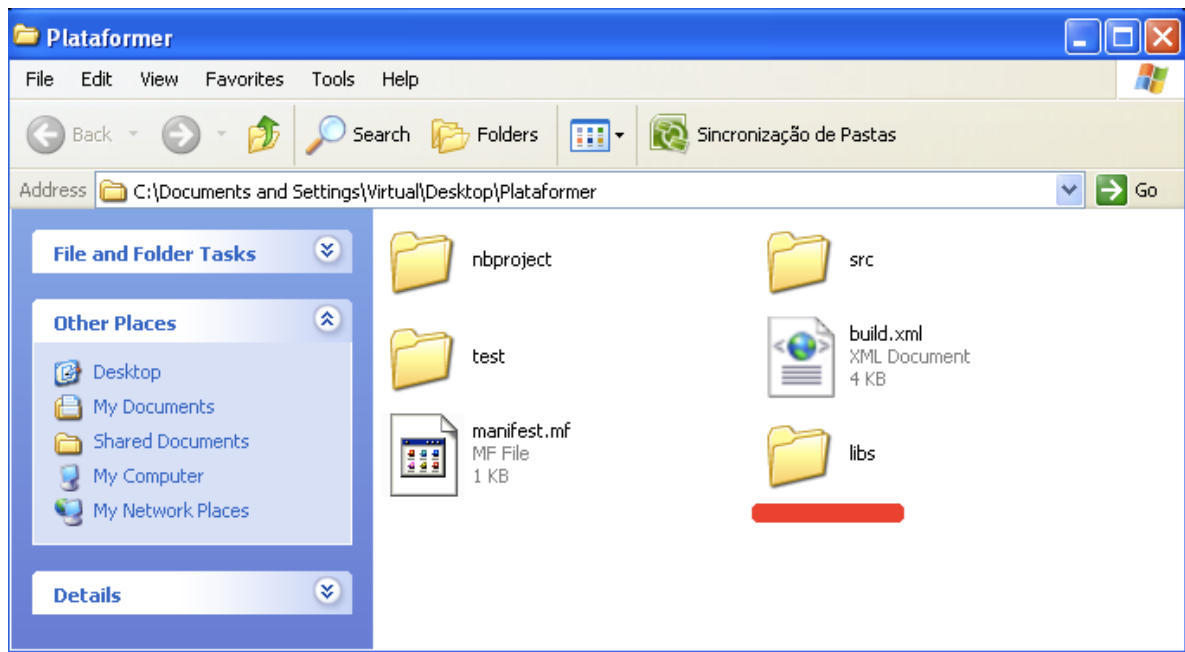 Plataformer
File Edit View Favorites Tools Help
Back Search Folders Sincronização de Pastas
Address C:\Documents and Settings\Virtual\Desktop\Plataformer Go
File and Folder Tasks
Other Places
Desktop
My Documents
Shared Documents
My Computer
My Network Places
Details
nbproject
src
test
build.xml
XML Document
4 KB
manifest.mf
MF File
1 KB
libs